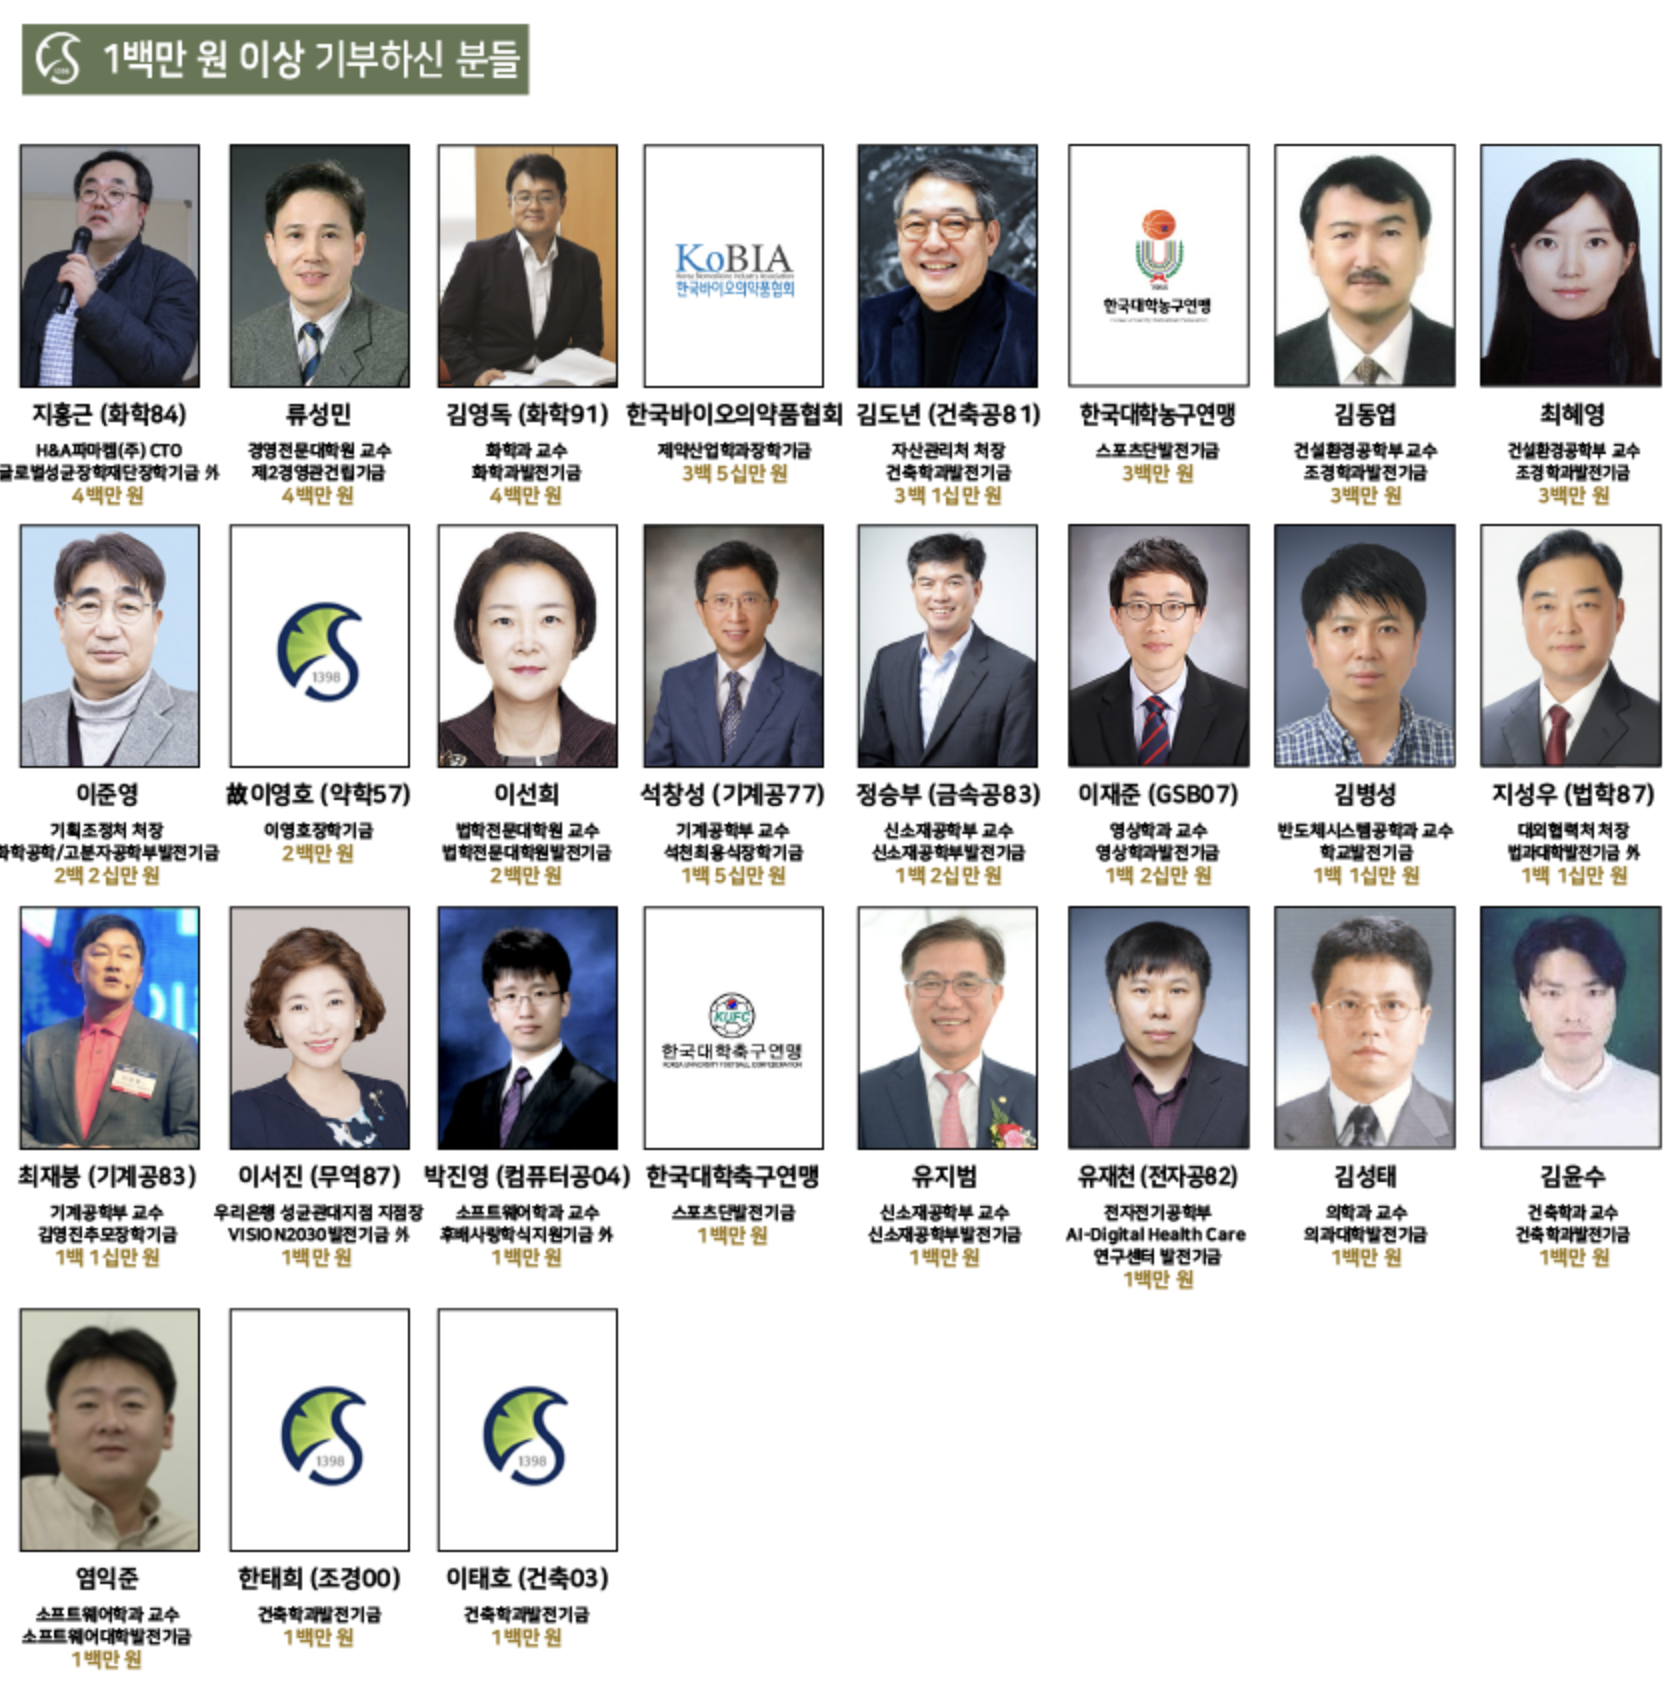 1백만 원 이상 기부하신 분들
KoBIA
Korea Biomedicine Industry Association
한국바이오의약품협회
한국대학농구연맹
지홍근 (화학84)
H&A파마켐(주) CTO
글로벌성균장학재단장학기금 外
4백만 원
류성민
경영전문대학원 교수
제2경영관건립기금
4백만 원
김영독 (화학91)
화학과 교수
화학과발전기금
4백만 원
한국바이오의약품협회
제약산업학과장학기금
3백 5십만 원
김도년 (건축공81)
자산관리처 처장
건축학과발전기금
3백 1십만 원
한국대학농구연맹
스포츠단발전기금
3백만 원
김동엽
건설환경공학부 교수
조경학과발전기금
3백만 원
최혜영
건설환경공학부 교수
조경학과발전기금
3백만 원
1398
이준영
기획조정처 처장
화학공학/고분자공학부발전기금
2백 2십만 원
故이영호 (약학57)
이영호장학기금
2백만 원
이선희
법학전문대학원 교수
법학전문대학원발전기금
2백만 원
석창성 (기계공77)
기계공학부 교수
석천최용식장학기금
1백 5십만 원
정승부 (금속공83)
신소재공학부 교수
신소재공학부발전기금
1백 2십만 원
이재준 (GSB07)
영상학과 교수
영상학과발전기금
1백 2십만 원
김병성
반도체시스템공학과 교수
학교발전기금
1백 1십만 원
지성우 (법학87)
대외협력처 처장
법과대학발전기금 外
1백 1십만 원
KUFC
한국대학축구연맹
KOREA UNIVERSITY FOOTBALL CONFEDERATION
최재붕 (기계공83)
기계공학부 교수
감영진추모장학기금
1백 1십만 원
이서진 (무역87)
우리은행 성균관대지점 지점장
VISION2030발전기금 外
1백만 원
박진영 (컴퓨터공04)
소프트웨어학과 교수
후배사랑학식지원기금 外
1백만 원
한국대학축구연맹
스포츠단발전기금
1백만 원
유지범
신소재공학부 교수
신소재공학부발전기금
1백만 원
유재천 (전자공82)
전자전기공학부
AI-Digital Health Care
연구센터 발전기금
1백만 원
김성태
의학과 교수
의과대학발전기금
1백만 원
김윤수
건축학과 교수
건축학과발전기금
1백만 원
1398
1398
염익준
소프트웨어학과 교수
소프트웨어대학발전기금
1백만 원
한태희 (조경00)
건축학과발전기금
1백만 원
이태호 (건축03)
건축학과발전기금
1백만 원